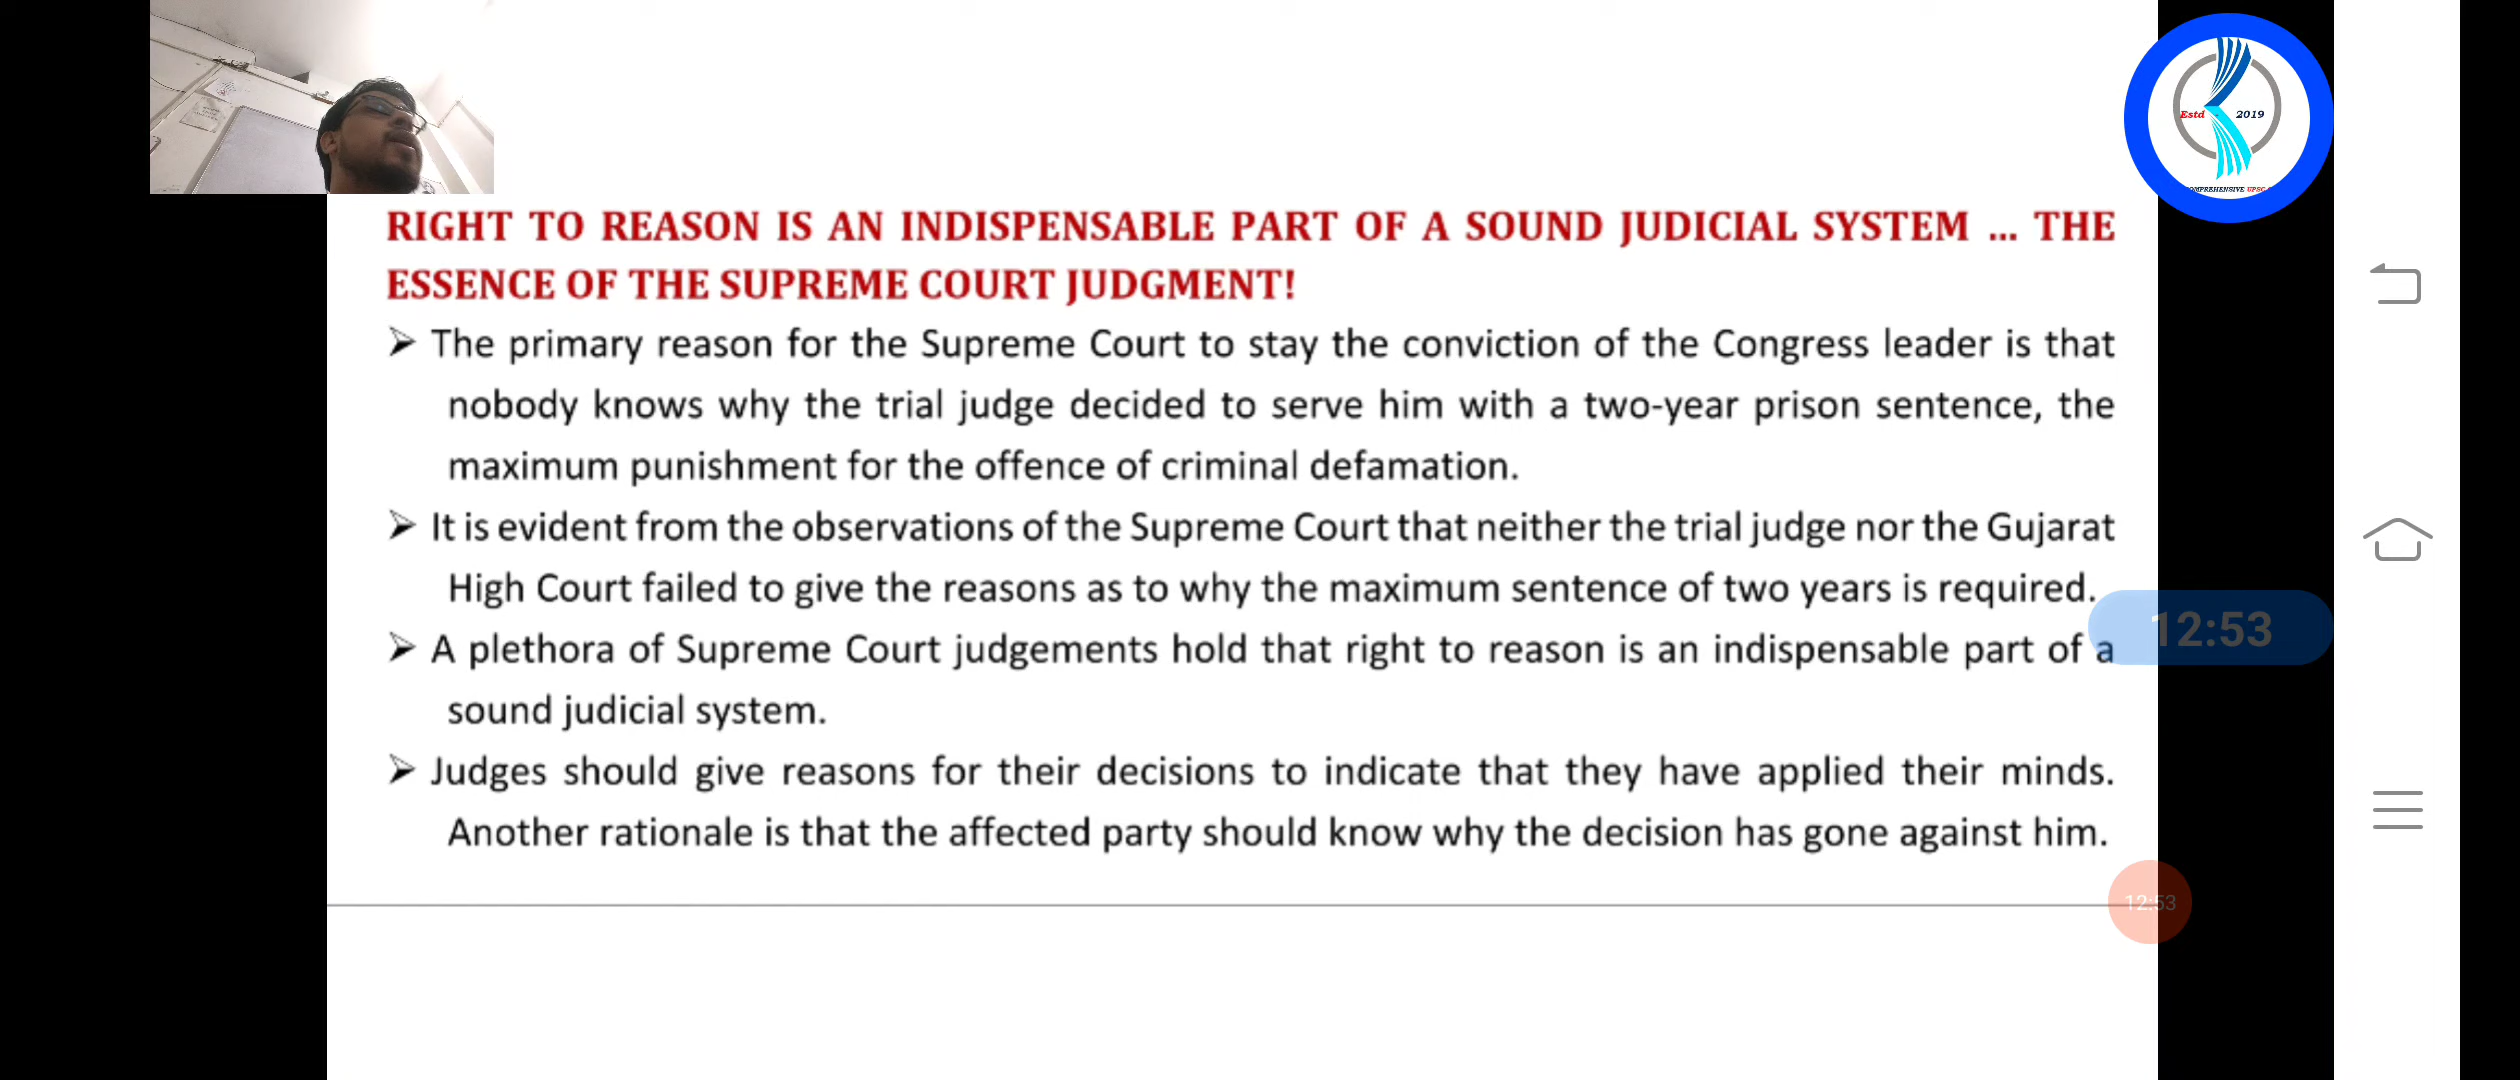 Estd
2019
COMPREHENSIVE UPSC
RIGHT TO REASON IS AN INDISPENSABLE PART OF A SOUND JUDICIAL SYSTEM ... THE
ESSENCE OF THE SUPREME COURT JUDGMENT!
➢ The primary reason for the Supreme Court to stay the conviction of the Congress leader is that
nobody knows why the trial judge decided to serve him with a two-year prison sentence, the
maximum punishment for the offence of criminal defamation.
➢ It is evident from the observations of the Supreme Court that neither the trial judge nor the Gujarat
High Court failed to give the reasons as to why the maximum sentence of two years is required.
12:53
➢ A plethora of Supreme Court judgements hold that right to reason is an indispensable part of a
sound judicial system.
➢ Judges should give reasons for their decisions to indicate that they have applied their minds.
Another rationale is that the affected party should know why the decision has gone against him.
12:53